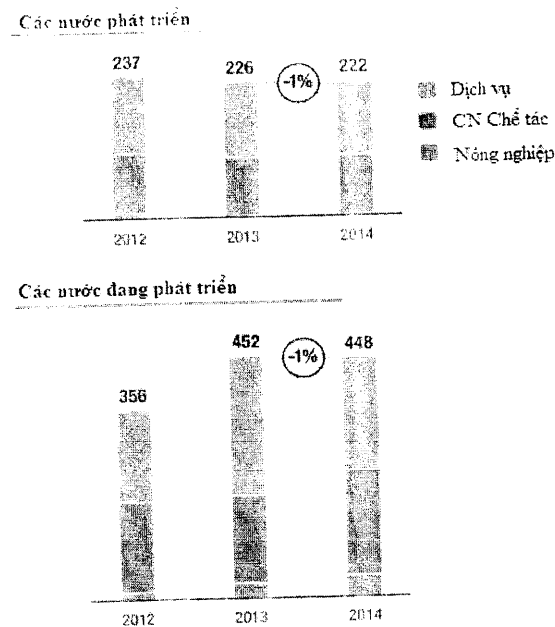 Các nước phát triển
237
226
-1%
222
Dịch vụ
CN Chế tác
Nông nghiệp
2012
2013
2014
Các nước đang phát triển
356
452
-1%
448
2012
2013
2014